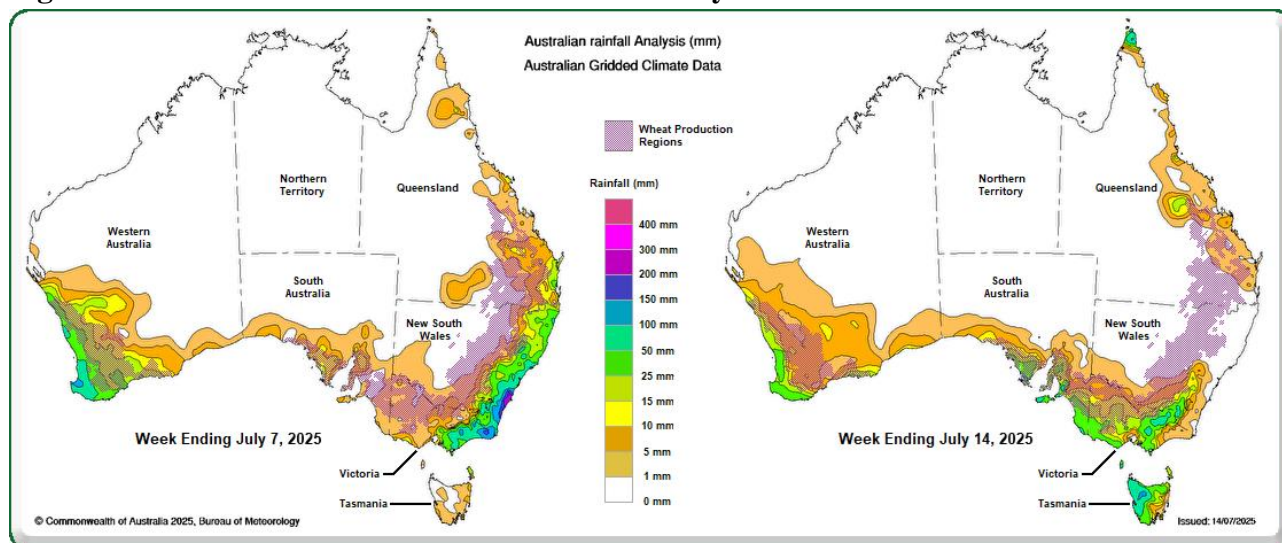 Australian rainfall Analysis (mm)
Australian Gridded Climate Data
Wheat Production
Regions
Rainfall (mm)
400 mm
300 mm
200 mm
150 mm
100 mm
50 mm
25 mm
15 mm
10 mm
5 mm
1 mm
0 mm
Northern
Territory
Queensland
Western
Australia
South
Australia
New South
Wales
Week Ending July 7, 2025
Victoria
Tasmania
© Commonwealth of Australia 2025, Bureau of Meteorology
Northern
Territory
Queensland
Western
Australia
South
Australia
New South
Wales
Week Ending July 14, 2025
Victoria
Tasmania
Issued: 14/07/2025